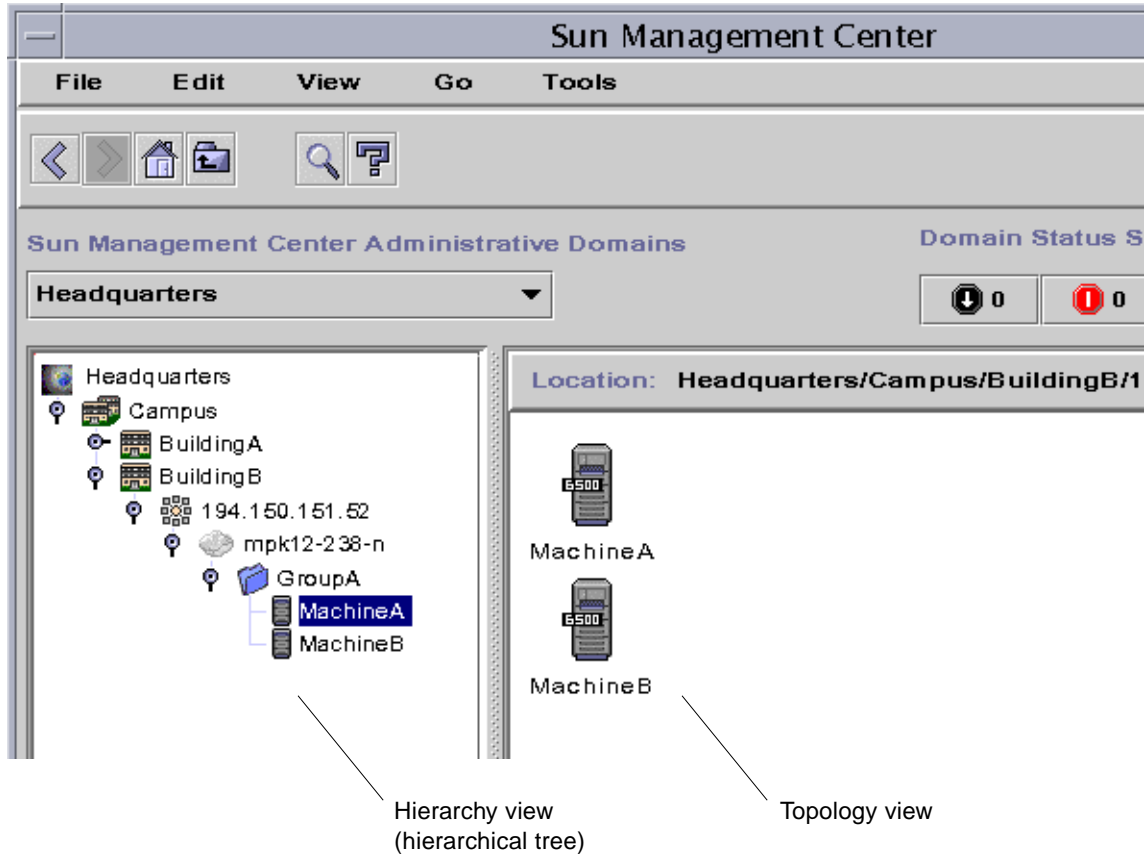 Sun Management Center
File Edit View Go Tools
Sun Management Center Administrative Domains
Domain Status S
Headquarters
0
0
Headquarters
Campus
BuildingA
BuildingB
194.150.151.52
mpk12-238-n
GroupA
MachineA
MachineB
Location: Headquarters/Campus/BuildingB/1
6500
MachineA
6500
MachineB
Hierarchy view
(hierarchical tree)
Topology view